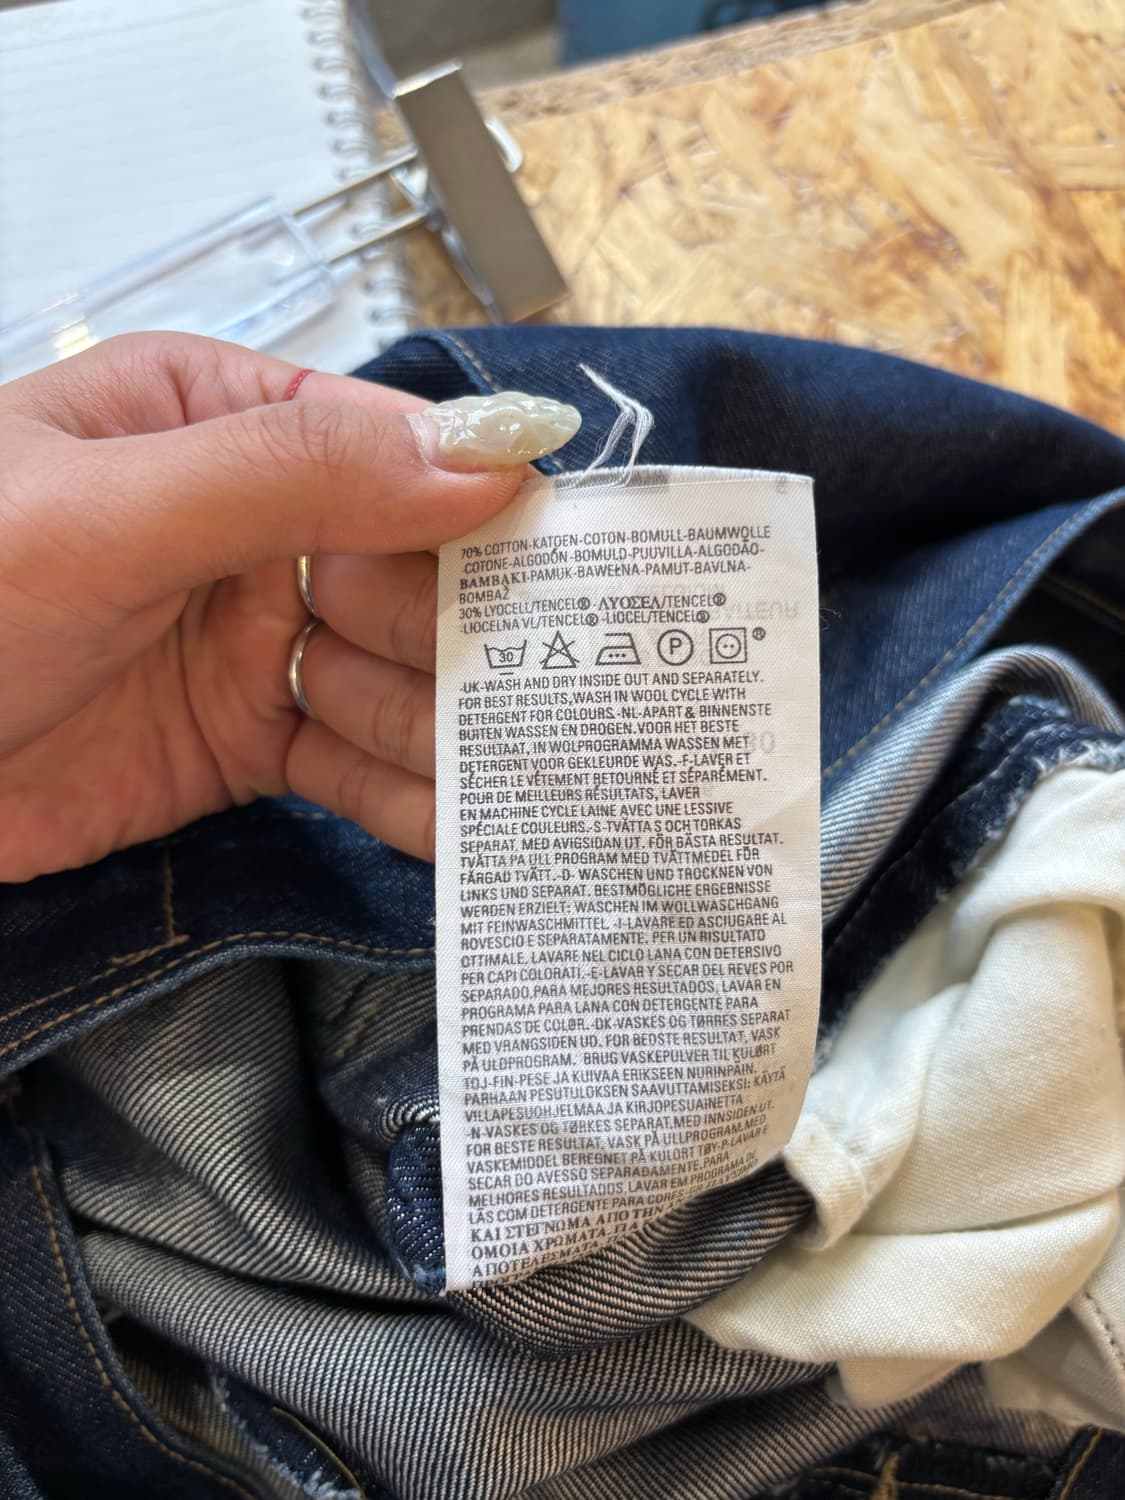 70% COTTON-KATOEN-COTON-BOMULL-BAUMWOLLE
-COTONE-ALGODÓN-BOMULD-PUUVILLA-ALGODÃO-
ΒΑΜΒΑΚΙ-PAMUK-BAWEŁNA-PAMUT-BAVLNA-
BOMBAŽ
30% LYOCELL/TENCEL®-ΛΥΟΣΕΛ/TENCEL®
-LIOCELNA VL/TENCEL®-LIOCEL/TENCEL®
30 P ®
-UK-WASH AND DRY INSIDE OUT AND SEPARATELY.
FOR BEST RESULTS,WASH IN WOOL CYCLE WITH
DETERGENT FOR COLOURS.-NL-APART & BINNENSTE
BUITEN WASSEN EN DROGEN.VOOR HET BESTE
RESULTAAT, IN WOLPROGRAMMA WASSEN MET
DETERGENT VOOR GEKLEURDE WAS.-F-LAVER ET
SÉCHER LE VÊTEMENT RETOURNÉ ET SÉPARÉMENT.
POUR DE MEILLEURS RÉSULTATS, LAVER
EN MACHINE CYCLE LAINE AVEC UNE LESSIVE
SPÉCIALE COULEURS.-S-TVÄTTA S OCH TORKAS
SEPARAT, MED AVIGSIDAN UT. FÖR BÄSTA RESULTAT.
TVÄTTA PA ULL PROGRAM MED TVÄTTMEDEL FÖR
FÄRGAD TVÄTT.-D- WASCHEN UND TROCKNEN VON
LINKS UND SEPARAT. BESTMÖGLICHE ERGEBNISSE
WERDEN ERZIELT: WASCHEN IM WOLLWASCHGANG
MIT FEINWASCHMITTEL. -I-LAVARE ED ASCIUGARE AL
ROVESCIO E SEPARATAMENTE. PER UN RISULTATO
OTTIMALE, LAVARE NEL CICLO LANA CON DETERSIVO
PER CAPI COLORATI.-E-LAVAR Y SECAR DEL REVES POR
SEPARADO,PARA MEJORES RESULTADOS, LAVAR EN
PROGRAMA PARA LANA CON DETERGENTE PARA
PRENDAS DE COLØR.-DK-VASKES OG TØRRES SEPARAT
MED VRANGSIDEN UD. FOR BEDSTE RESULTAT, VASK
PÅ ULDPROGRAM. BRUG VASKEPULVER TIL KULØRT
TOJ-FIN-PESE JA KUIVAA ERIKSEEN NURINPÄIN.
PARHAAN PESUTULOKSEN SAAVUTTAMISEKSI: KÄYTÄ
VILLAPESUOHJELMAA JA KIRJOPESUAINETTA
-N-VASKES OG TØRKES SEPARAT,MED INNSIDEN UT.
FOR BESTE RESULTAT, VASK PÅ ULLPROGRAM.MED
VASKEMIDDEL BEREGNET PÅ KULØRT TØY-P-LAVAR E
SECAR DO AVESSO SEPARADAMENTE.PARA
MELHORES RESULTADOS, LAVAR EM PROGRAMA DE
LÃS COM DETERGENTE PARA CORES-GR-ΠΛΥΣΙΜΟ
ΚΑΙ ΣΤΕΓΝΩΜΑ ΑΠΟ ΤΗΝ
ΟΜΟΙΑ ΧΡΩΜΑΤΑ. ΓΙΑ
ΑΠΟΤΕΛΕΣΜΑΤΑ